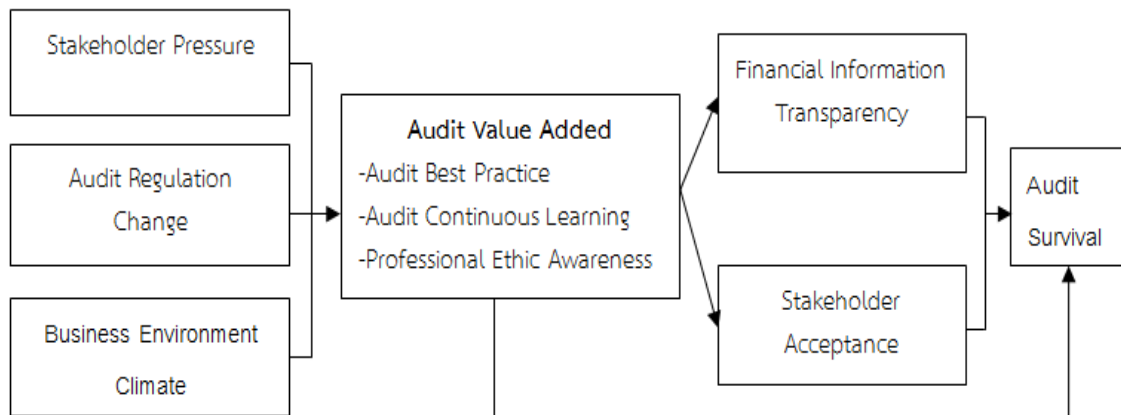 Stakeholder Pressure
Audit Regulation
Change
Business Environment
Climate
Audit Value Added
-Audit Best Practice
-Audit Continuous Learning
-Professional Ethic Awareness
Financial Information
Transparency
Stakeholder
Acceptance
Audit
Survival